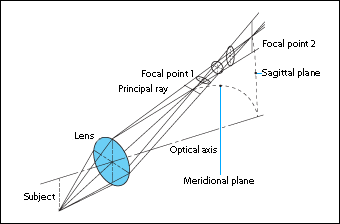 Focal point 2
Focal point 1
Sagittal plane
Principal ray
Lens
Optical axis
Meridional plane
Subject